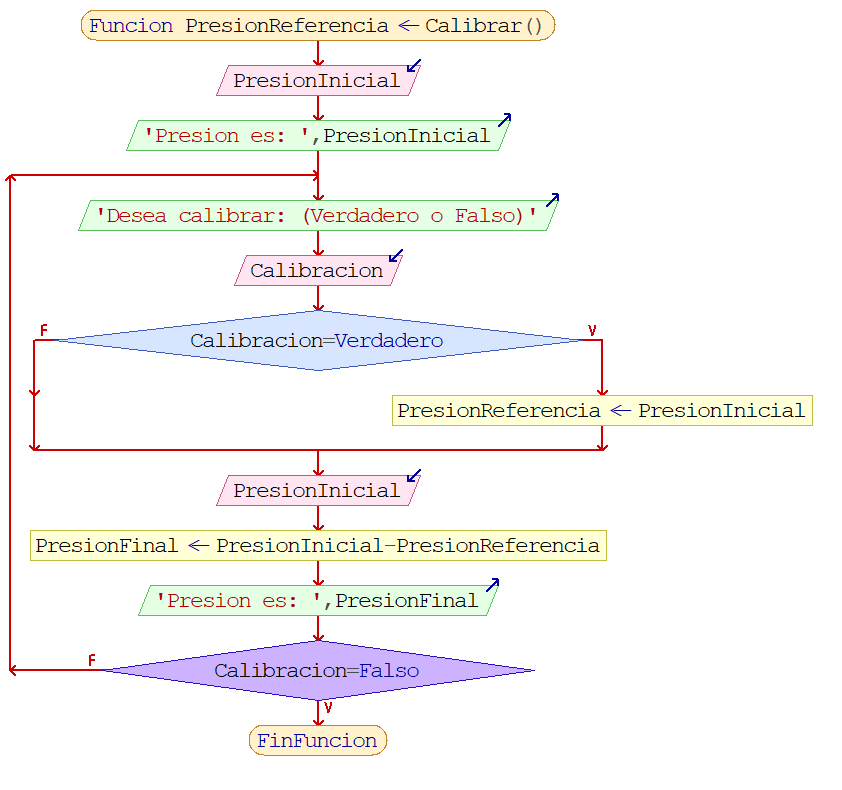 Funcion PresionReferencia ← Calibrar()
PresionInicial
'Presion es: ',PresionInicial
'Desea calibrar: (Verdadero o Falso)'
Calibracion
F
V
Calibracion=Verdadero
PresionReferencia ← PresionInicial
PresionInicial
PresionFinal ← PresionInicial-PresionReferencia
'Presion es: ',PresionFinal
F
Calibracion=Falso
V
FinFuncion